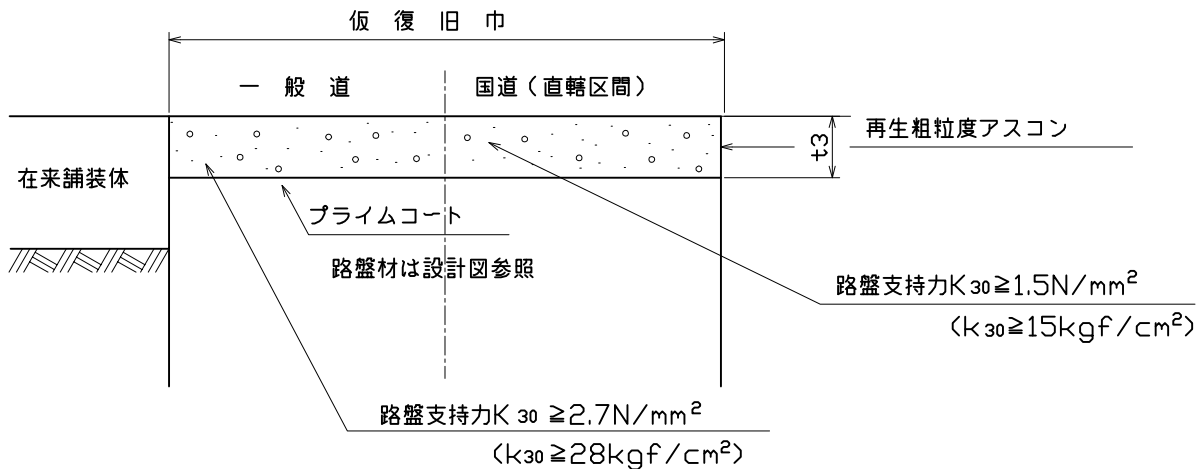 仮復旧巾
一般道
国道(直轄区間)
再生粗粒度アスコン
t3
在来舗装体
プライムコート
路盤材は設計図参照
路盤支持力K30≧1.5N/mm²
(k30≧15kgf/cm²)
路盤支持力K30≧2.7N/mm²
(k30≧28kgf/cm²)